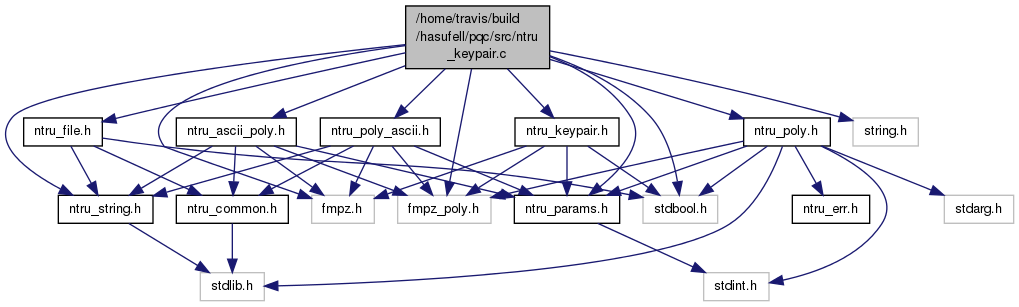 /home/travis/build
/hasufell/pqc/src/ntru
_keypair.c
ntru_file.h
ntru_ascii_poly.h
ntru_poly_ascii.h
ntru_keypair.h
ntru_poly.h
string.h
ntru_string.h
ntru_common.h
fmpz.h
fmpz_poly.h
ntru_params.h
stdbool.h
ntru_err.h
stdarg.h
stdlib.h
stdint.h